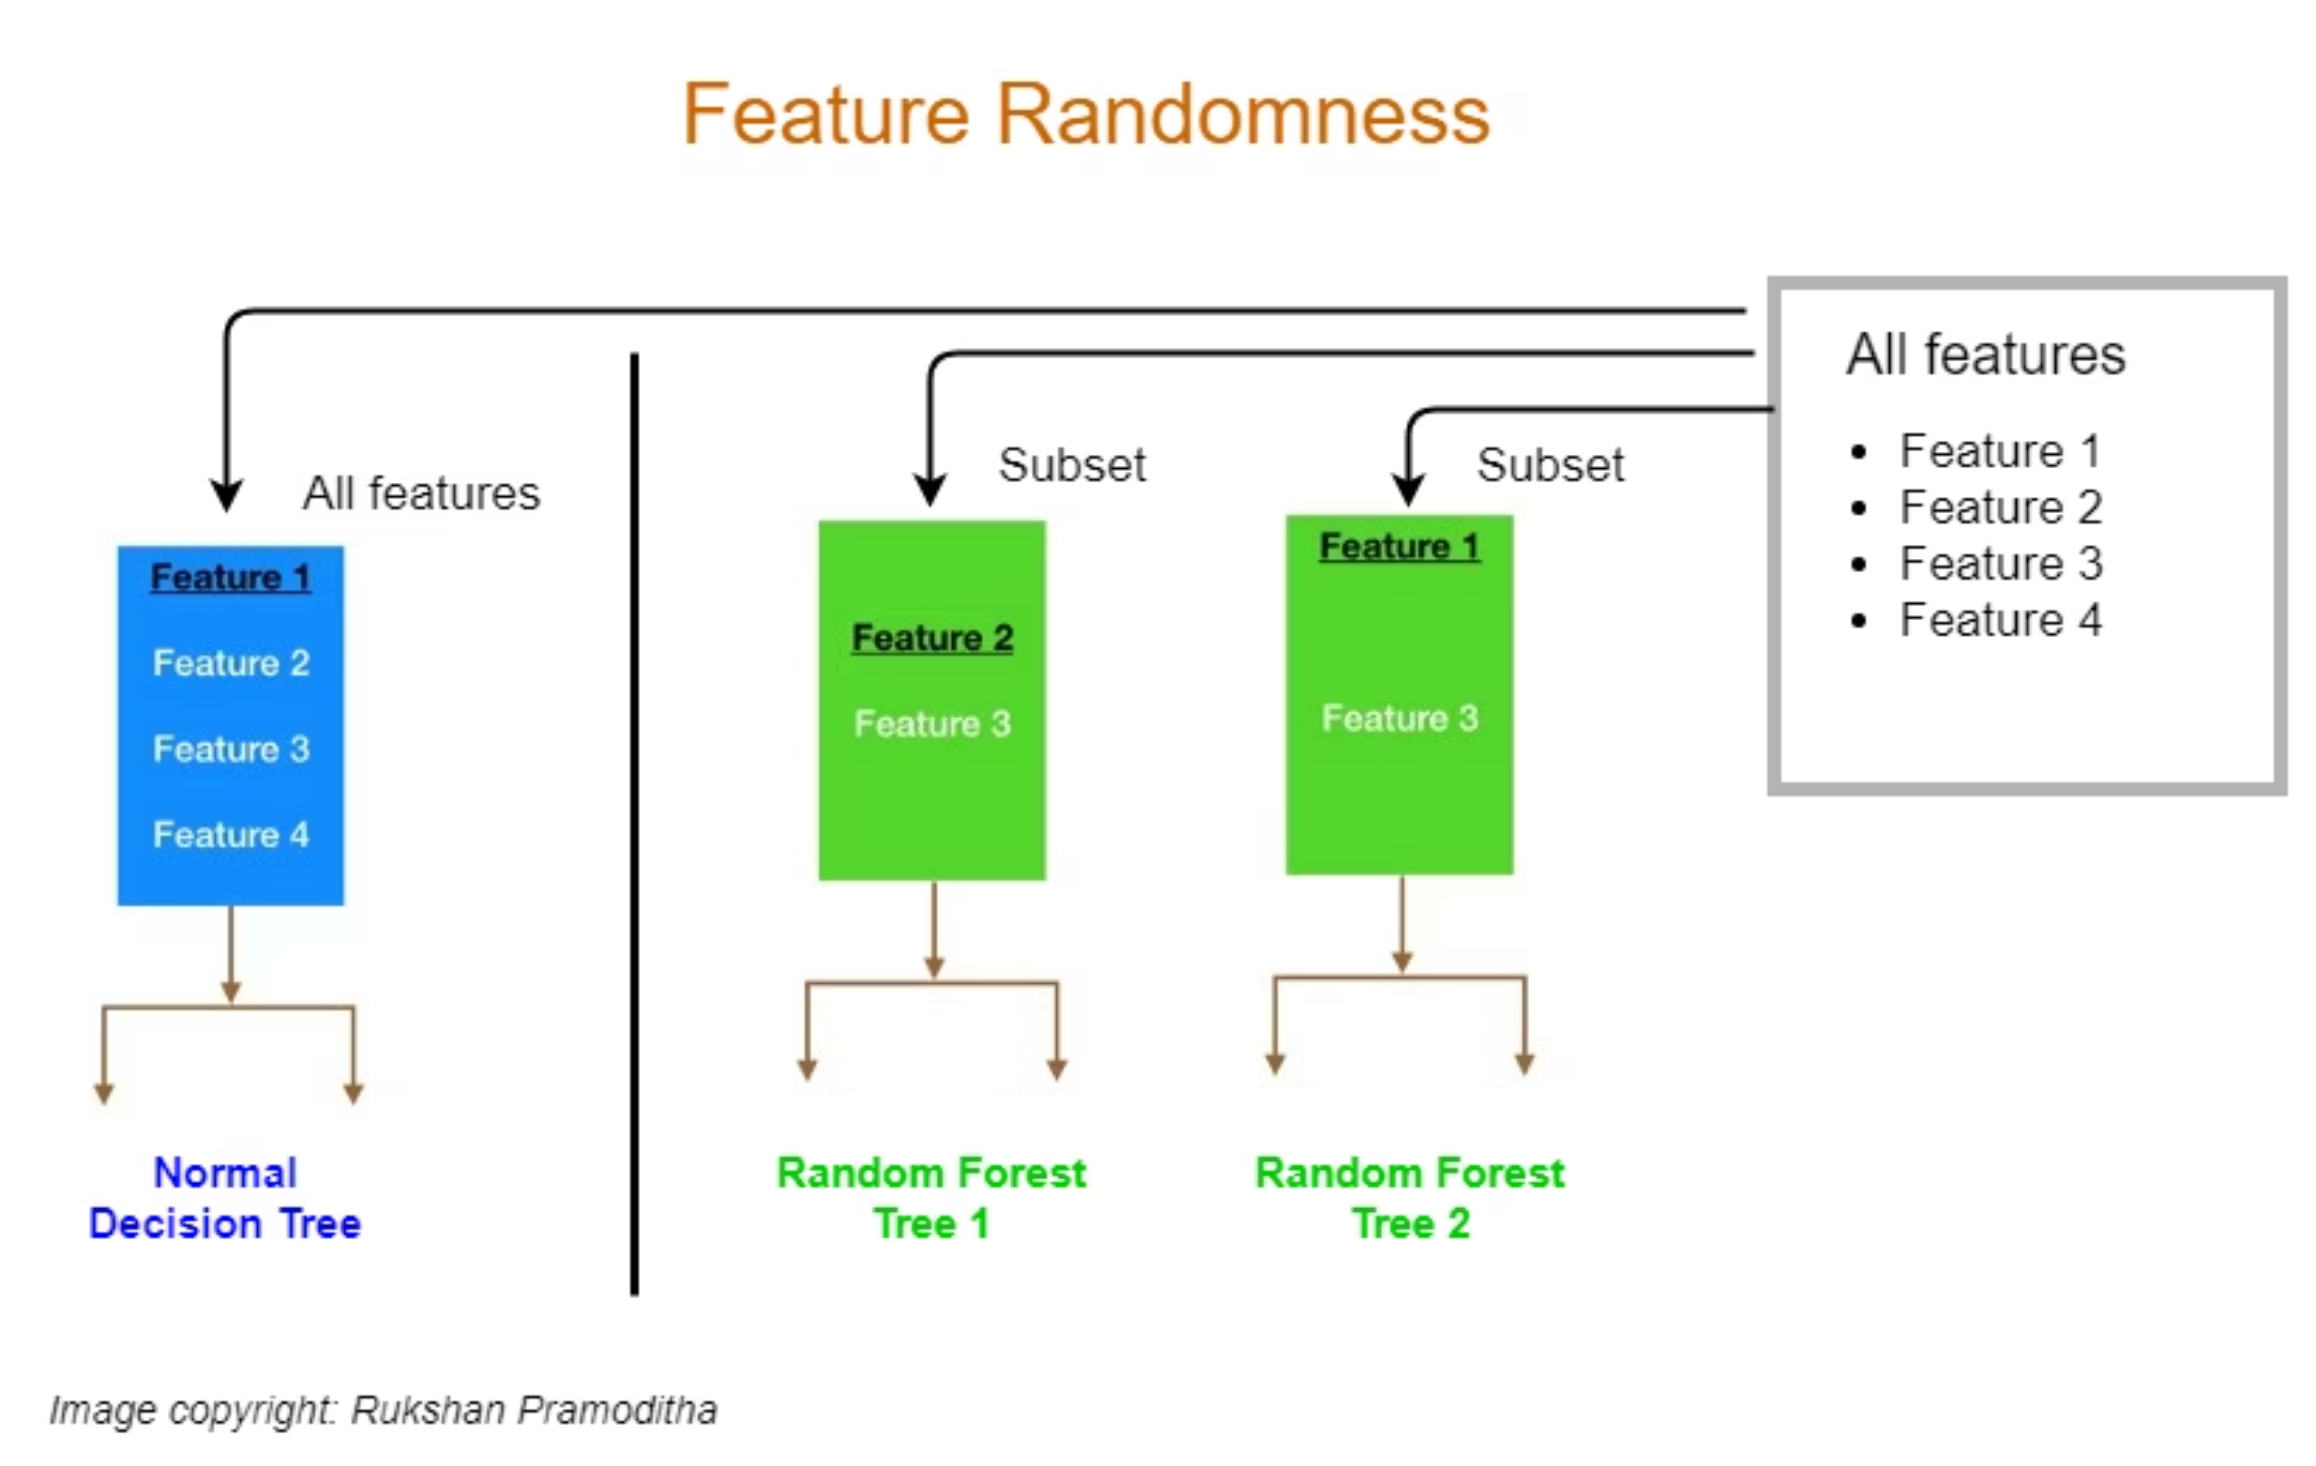 Feature Randomness
All features
Feature 1
Feature 2
Feature 3
Feature 4
Normal
Decision Tree
Subset
Feature 2
Feature 3
Random Forest
Tree 1
Subset
Feature 1
Feature 3
Random Forest
Tree 2
All features
• Feature 1
• Feature 2
• Feature 3
• Feature 4
Image copyright: Rukshan Pramoditha